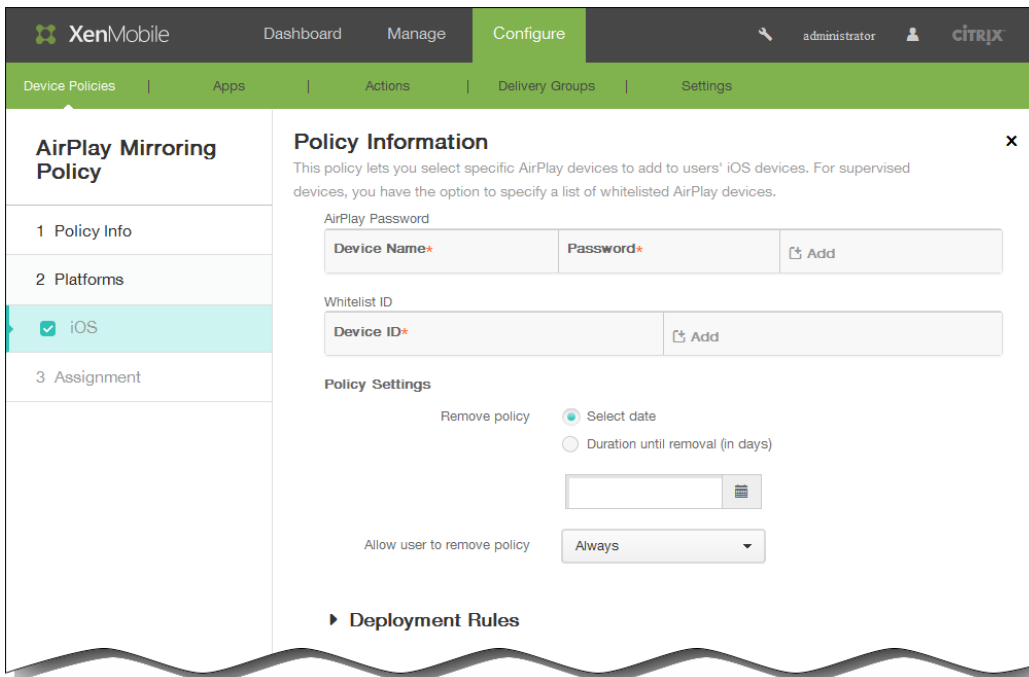 XenMobile Dashboard Manage Configure administrator CİTRIX
Device Policies | Apps | Actions | Delivery Groups | Settings
AirPlay Mirroring
Policy
1 Policy Info
2 Platforms
iOS
3 Assignment
Policy Information x
This policy lets you select specific AirPlay devices to add to users' iOS devices. For supervised
devices, you have the option to specify a list of whitelisted AirPlay devices.
AirPlay Password
Device Name* Password* Add
Whitelist ID
Device ID* Add
Policy Settings
Remove policy Select date
Duration until removal (in days)
Allow user to remove policy Always
Deployment Rules